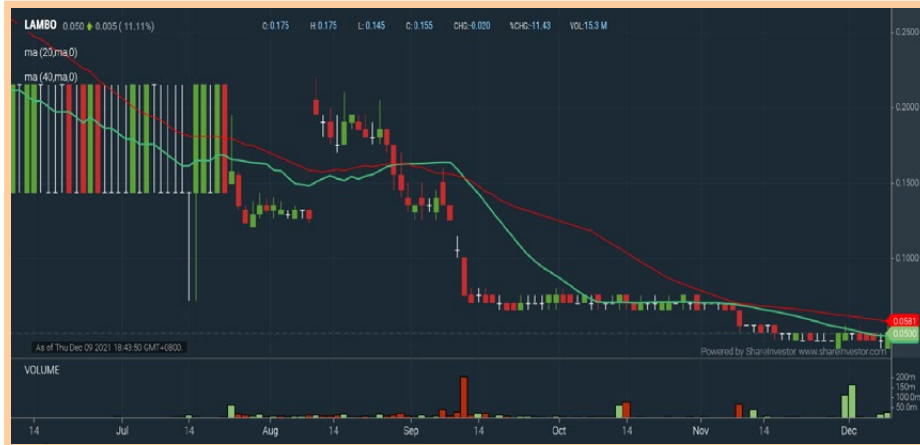 LAMBO 0.050 0.005 ( 11.11%) O: 0.175 H: 0.175 L: 0.145 C: 0.155 CHG:-0.020 %CHG:-11.43 VOL:15.3 M
ma (20,ma,0)
ma (40,ma,0)
0.2500
0.2000
0.1500
0.1000
0.0581
0.0500
As of Thu Dec 09 2021 18:43:50 GMT+0800.
Powered by ShareInvestor www.shareinvestor.com
VOLUME
200m
150m
100.0m
50.0m
14 Jul 14 Aug 14 Sep 14 Oct 14 Nov 14 Dec